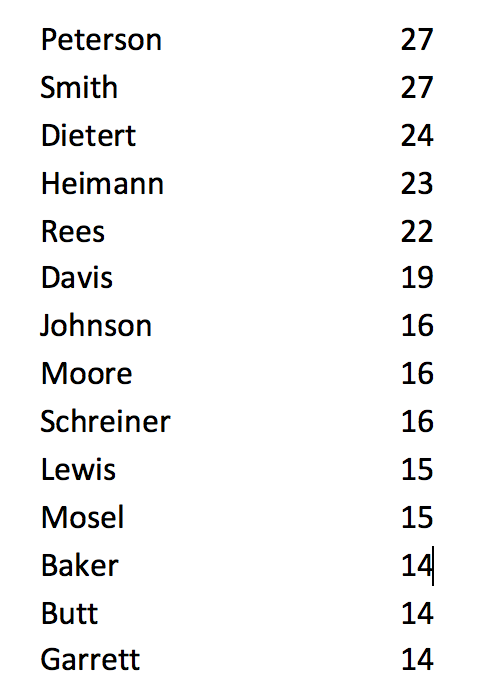 Peterson 27
Smith 27
Dietert 24
Heimann 23
Rees 22
Davis 19
Johnson 16
Moore 16
Schreiner 16
Lewis 15
Mosel 15
Baker 14
Butt 14
Garrett 14